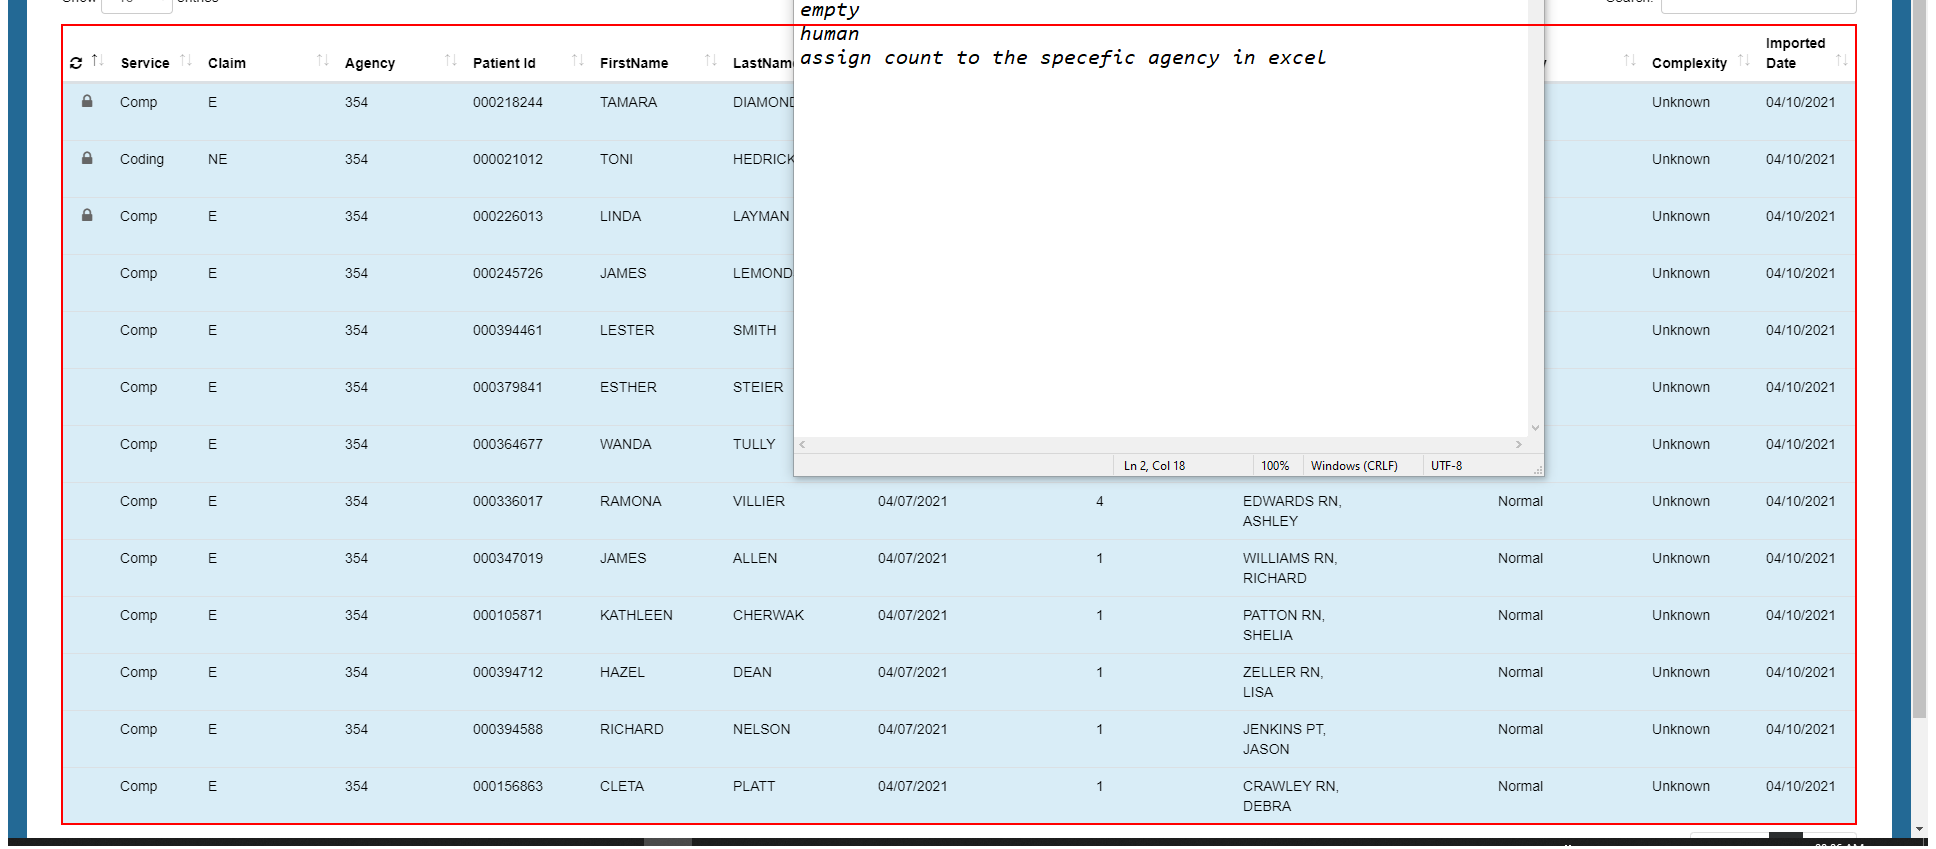 empty
human
assign count to the specefic agency in excel
Service Claim Agency Patient Id FirstName Complexity Imported Date
Comp E 354 000218244 TAMARA DIAMOND Unknown 04/10/2021
Coding NE 354 000021012 TONI HEDRICK Unknown 04/10/2021
Comp E 354 000226013 LINDA LAYMAN Unknown 04/10/2021
Comp E 354 000245726 JAMES LEMOND Unknown 04/10/2021
Comp E 354 000394461 LESTER SMITH Unknown 04/10/2021
Comp E 354 000379841 ESTHER STEIER Unknown 04/10/2021
Comp E 354 000364677 WANDA TULLY Unknown 04/10/2021
Ln 2, Col 18 100% Windows (CRLF) UTF-8
Comp E 354 000336017 RAMONA VILLIER 04/07/2021 4 EDWARDS RN, ASHLEY Normal Unknown 04/10/2021
Comp E 354 000347019 JAMES ALLEN 04/07/2021 1 WILLIAMS RN, RICHARD Normal Unknown 04/10/2021
Comp E 354 000105871 KATHLEEN CHERWAK 04/07/2021 1 PATTON RN, SHELIA Normal Unknown 04/10/2021
Comp E 354 000394712 HAZEL DEAN 04/07/2021 1 ZELLER RN, LISA Normal Unknown 04/10/2021
Comp E 354 000394588 RICHARD NELSON 04/07/2021 1 JENKINS PT, JASON Normal Unknown 04/10/2021
Comp E 354 000156863 CLETA PLATT 04/07/2021 1 CRAWLEY RN, DEBRA Normal Unknown 04/10/2021